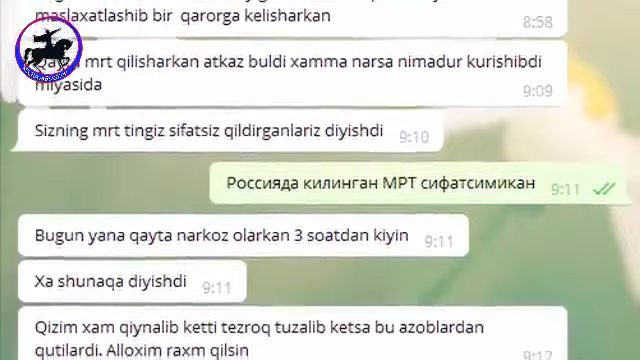 maslaxatlashib bir qarorga kelisharkan
8:58
mrt qilisharkan atkaz buldi xamma narsa nimadur kurishibdi
miyasida
9:09
Sizning mrt tingiz sifatsiz qildirganlariz diyishdi 9:10
Россияда килинган МРТ сифатсимикан 9:11
Bugun yana qayta narkoz olarkan 3 soatdan kiyin 9:11
Xa shunaqa diyishdi 9:11
Qizim xam qiynalib ketti tezroq tuzalib ketsa bu azoblardan
qutilardi. Alloxim raxm qilsin 9:12